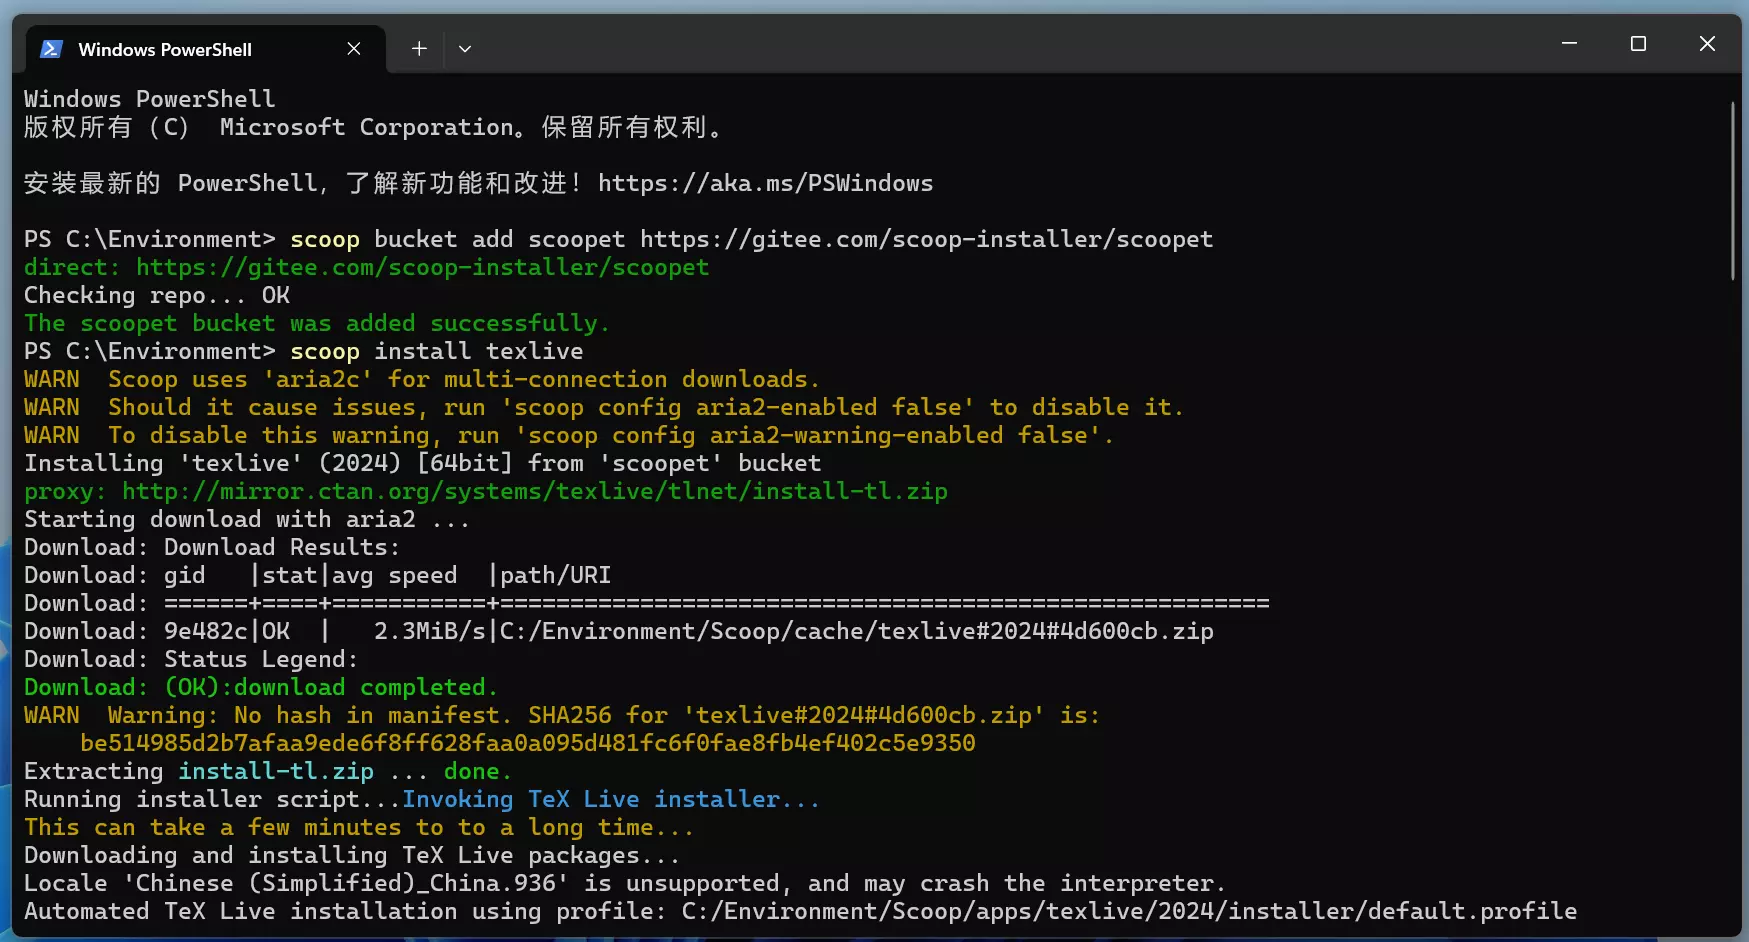 Windows PowerShell
Windows PowerShell
版权所有（C） Microsoft Corporation。保留所有权利。
安装最新的 PowerShell，了解新功能和改进！https://aka.ms/PSWindows
PS C:\Environment> scoop bucket add scoopet https://gitee.com/scoop-installer/scoopet
direct: https://gitee.com/scoop-installer/scoopet
Checking repo... OK
The scoopet bucket was added successfully.
PS C:\Environment> scoop install texlive
WARN  Scoop uses 'aria2c' for multi-connection downloads.
WARN  Should it cause issues, run 'scoop config aria2-enabled false' to disable it.
WARN  To disable this warning, run 'scoop config aria2-warning-enabled false'.
Installing 'texlive' (2024) [64bit] from 'scoopet' bucket
proxy: http://mirror.ctan.org/systems/texlive/tlnet/install-tl.zip
Starting download with aria2 ...
Download: Download Results:
Download: gid   |stat|avg speed  |path/URI
Download: ======+====+===========+=======================================================
Download: 9e482c|OK  |   2.3MiB/s|C:/Environment/Scoop/cache/texlive#2024#4d600cb.zip
Download: Status Legend:
Download: (OK):download completed.
WARN  Warning: No hash in manifest. SHA256 for 'texlive#2024#4d600cb.zip' is:
    be514985d2b7afaa9ede6f8ff628faa0a095d481fc6f0fae8fb4ef402c5e9350
Extracting install-tl.zip ... done.
Running installer script...Invoking TeX Live installer...
This can take a few minutes to to a long time...
Downloading and installing TeX Live packages...
Locale 'Chinese (Simplified)_China.936' is unsupported, and may crash the interpreter.
Automated TeX Live installation using profile: C:/Environment/Scoop/apps/texlive/2024/installer/default.profile